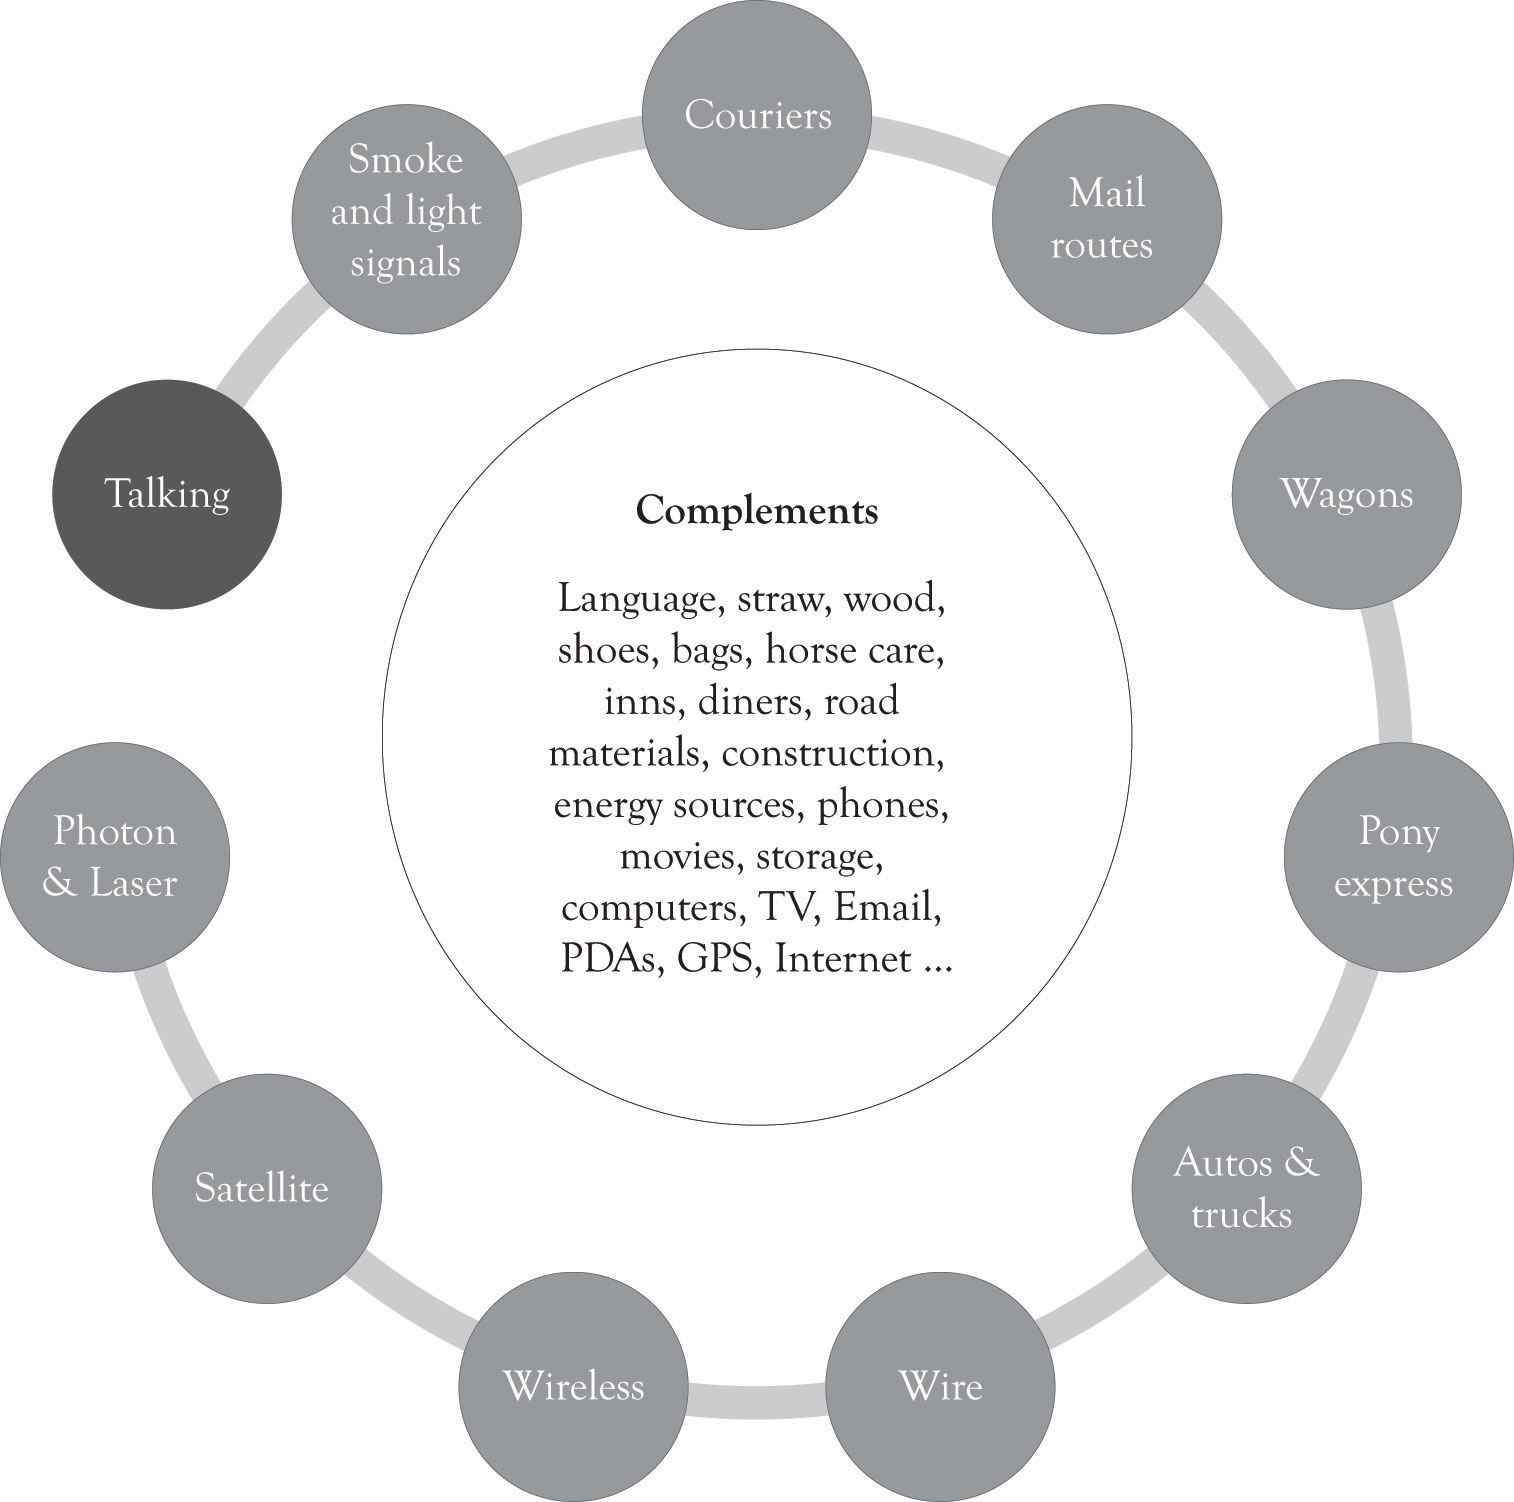 Talking
Smoke
and light
signals
Couriers
Mail
routes
Wagons
Pony
express
Autos &
trucks
Wire
Wireless
Satellite
Photon
& Laser
Complements
Language, straw, wood,
shoes, bags, horse care,
inns, diners, road
materials, construction,
energy sources, phones,
movies, storage,
computers, TV, Email,
PDAs, GPS, Internet ...